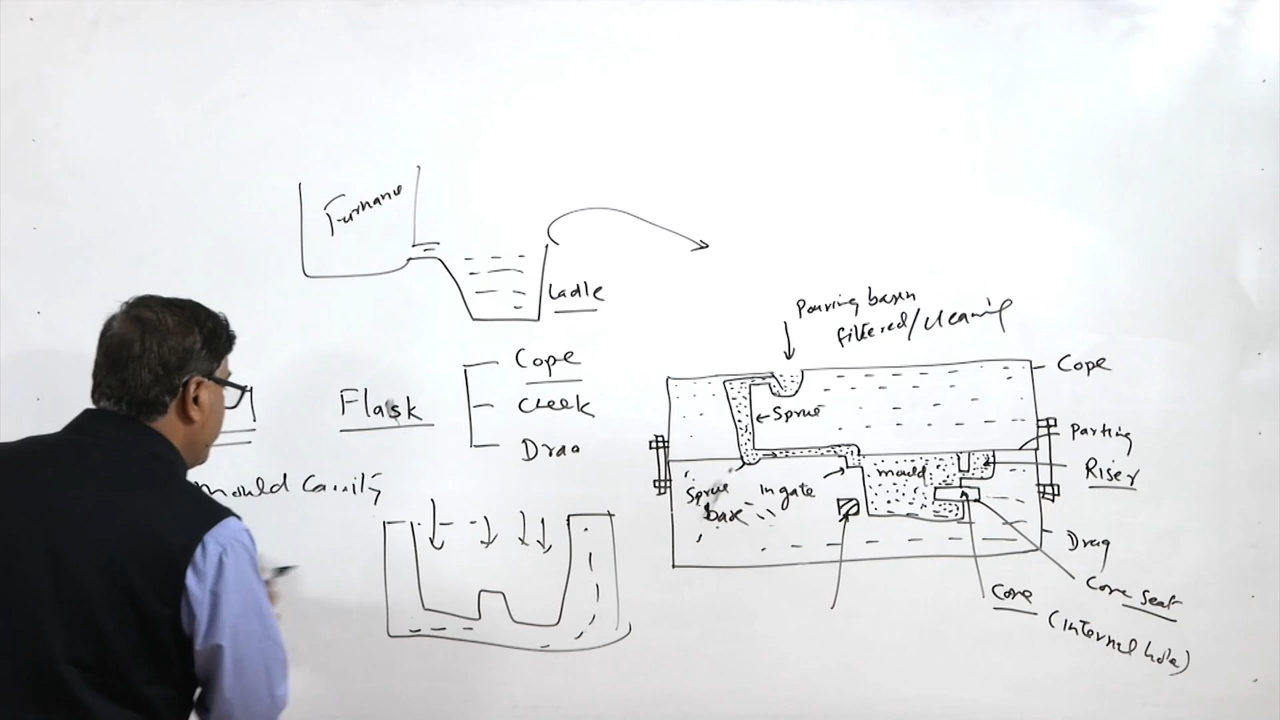 Furnance
Ladle
Pouring basin
filtered/cleaning
Flask
Cope
Cheek
Drag
Mould Cavity
Cope
Sprue
Parting
Riser
mould
Sprue
base
Ingate
Drag
Core Seat
Core (internal hole)